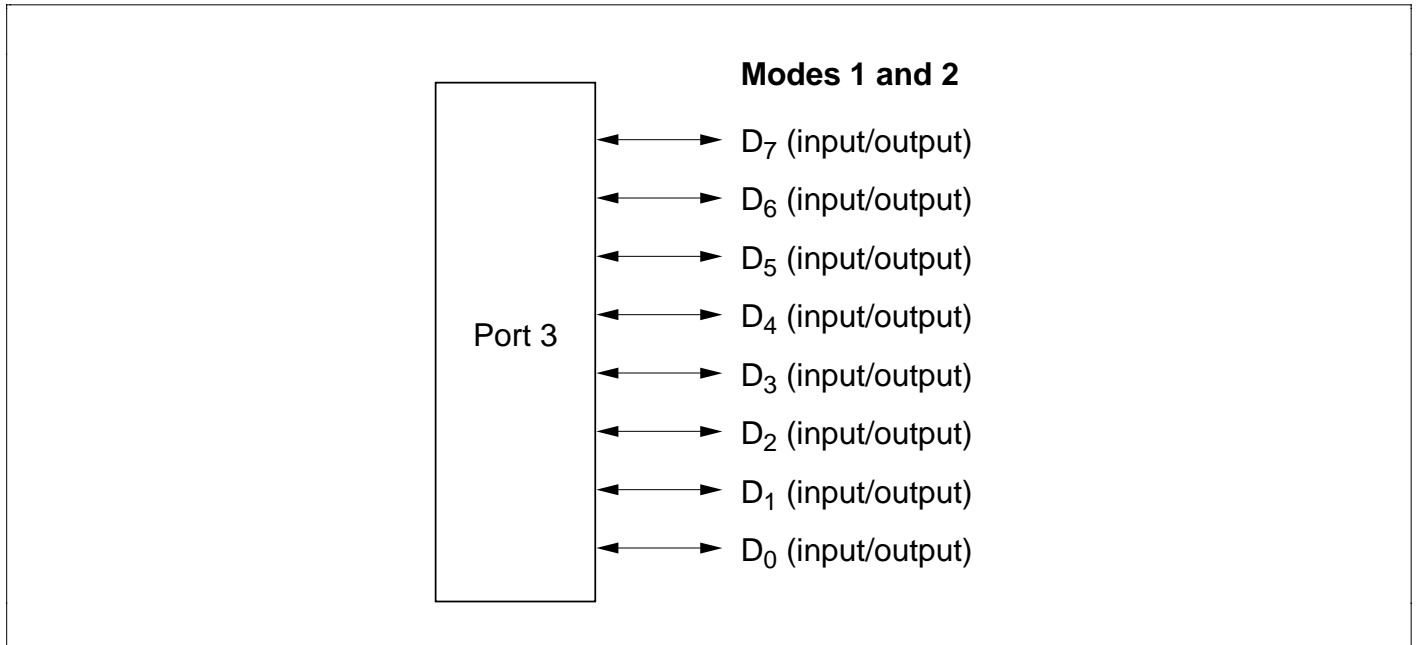 Modes 1 and 2
D₇ (input/output)
D₆ (input/output)
D₅ (input/output)
D₄ (input/output)
Port 3
D₃ (input/output)
D₂ (input/output)
D₁ (input/output)
D₀ (input/output)